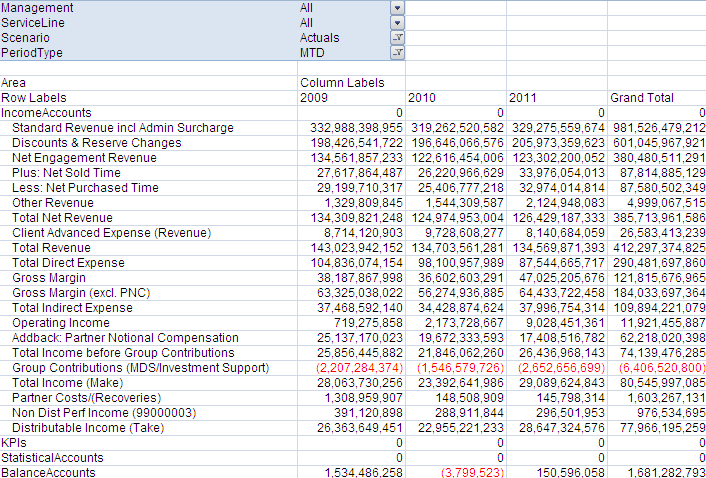 Management All
ServiceLine All
Scenario Actuals
PeriodType MTD
Area Column Labels
Row Labels 2009 2010 2011 Grand Total
IncomeAccounts 0 0 0 0
Standard Revenue incl Admin Surcharge 332,988,398,955 319,262,520,582 329,275,559,674 981,526,479,212
Discounts & Reserve Changes 198,426,541,722 196,646,066,576 205,973,359,623 601,045,967,921
Net Engagement Revenue 134,561,857,233 122,616,454,006 123,302,200,052 380,480,511,291
Plus: Net Sold Time 27,617,864,487 26,220,966,629 33,976,054,013 87,814,885,129
Less: Net Purchased Time 29,199,710,317 25,406,777,218 32,974,014,814 87,580,502,349
Other Revenue 1,329,809,845 1,544,309,587 2,124,948,083 4,999,067,515
Total Net Revenue 134,309,821,248 124,974,953,004 126,429,187,333 385,713,961,586
Client Advanced Expense (Revenue) 8,714,120,903 9,728,608,277 8,140,684,059 26,583,413,239
Total Revenue 143,023,942,152 134,703,561,281 134,569,871,393 412,297,374,825
Total Direct Expense 104,836,074,154 98,100,957,989 87,544,665,717 290,481,697,860
Gross Margin 38,187,867,998 36,602,603,291 47,025,205,676 121,815,676,965
Gross Margin (excl. PNC) 63,325,038,022 56,274,936,885 64,433,722,458 184,033,697,364
Total Indirect Expense 37,468,592,140 34,428,874,624 37,996,754,314 109,894,221,079
Operating Income 719,275,858 2,173,728,667 9,028,451,361 11,921,455,887
Addback: Partner Notional Compensation 25,137,170,023 19,672,333,593 17,408,516,782 62,218,020,398
Total Income before Group Contributions 25,856,445,882 21,846,062,260 26,436,968,143 74,139,476,285
Group Contributions (MDS/Investment Support) (2,207,284,374) (1,546,579,726) (2,652,656,699) (6,406,520,800)
Total Income (Make) 28,063,730,256 23,392,641,986 29,089,624,843 80,545,997,085
Partner Costs/(Recoveries) 1,308,959,907 148,508,909 145,798,314 1,603,267,131
Non Dist Perf Income (99000003) 391,120,898 288,911,844 296,501,953 976,534,695
Distributable Income (Take) 26,363,649,451 22,955,221,233 28,647,324,576 77,966,195,259
KPIs 0 0 0 0
StatisticalAccounts 0 0 0 0
BalanceAccounts 1,534,486,258 (3,799,523) 150,596,058 1,681,282,793